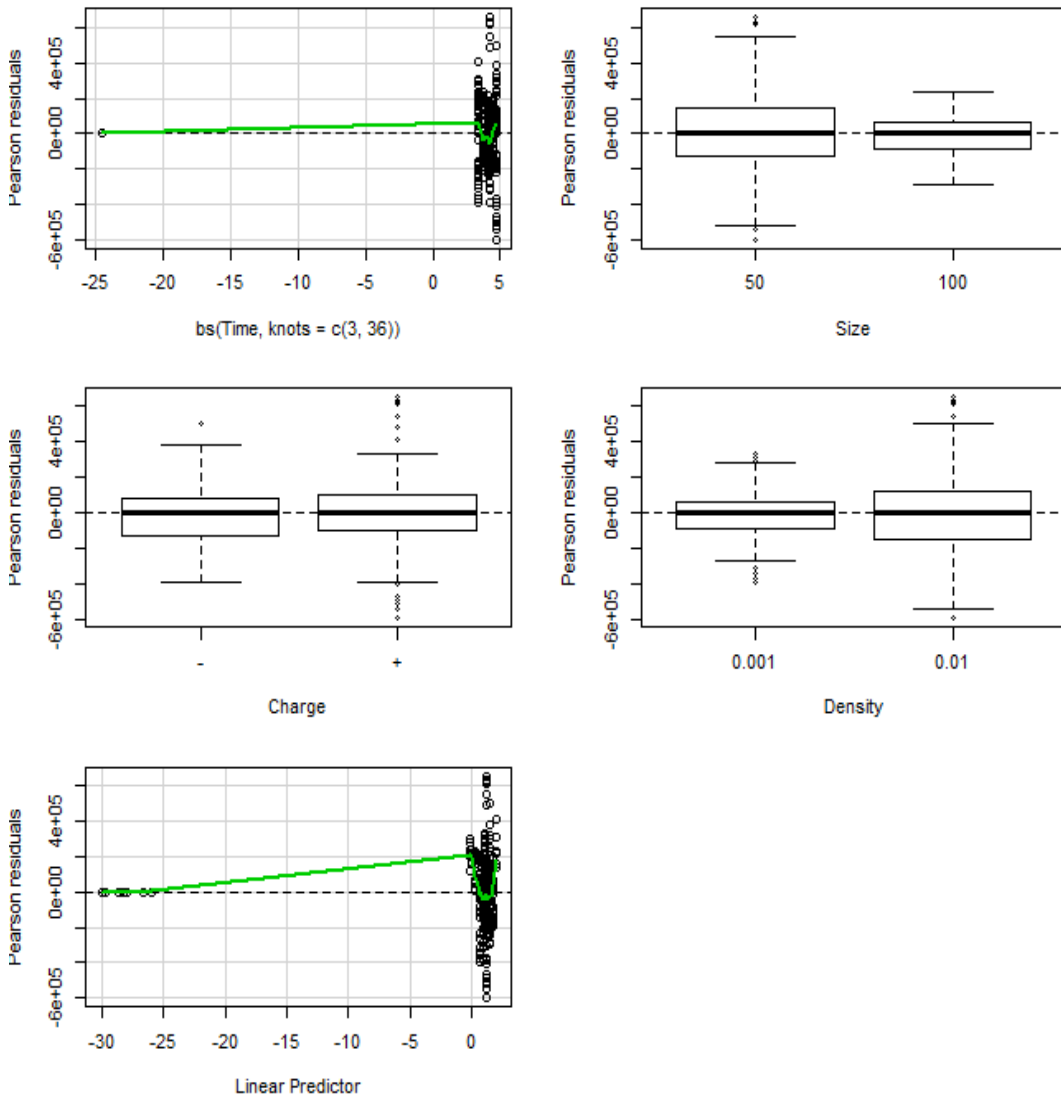 Pearson residuals
-6e+05 0e+00 4e+05
-25 -20 -15 -10 -5 0 5
bs(Time, knots = c(3, 36))
Pearson residuals
-6e+05 0e+00 4e+05
50 100
Size
Pearson residuals
-6e+05 0e+00 4e+05
- +
Charge
Pearson residuals
-6e+05 0e+00 4e+05
0.001 0.01
Density
Pearson residuals
-6e+05 0e+00 4e+05
-30 -25 -20 -15 -10 -5 0
Linear Predictor